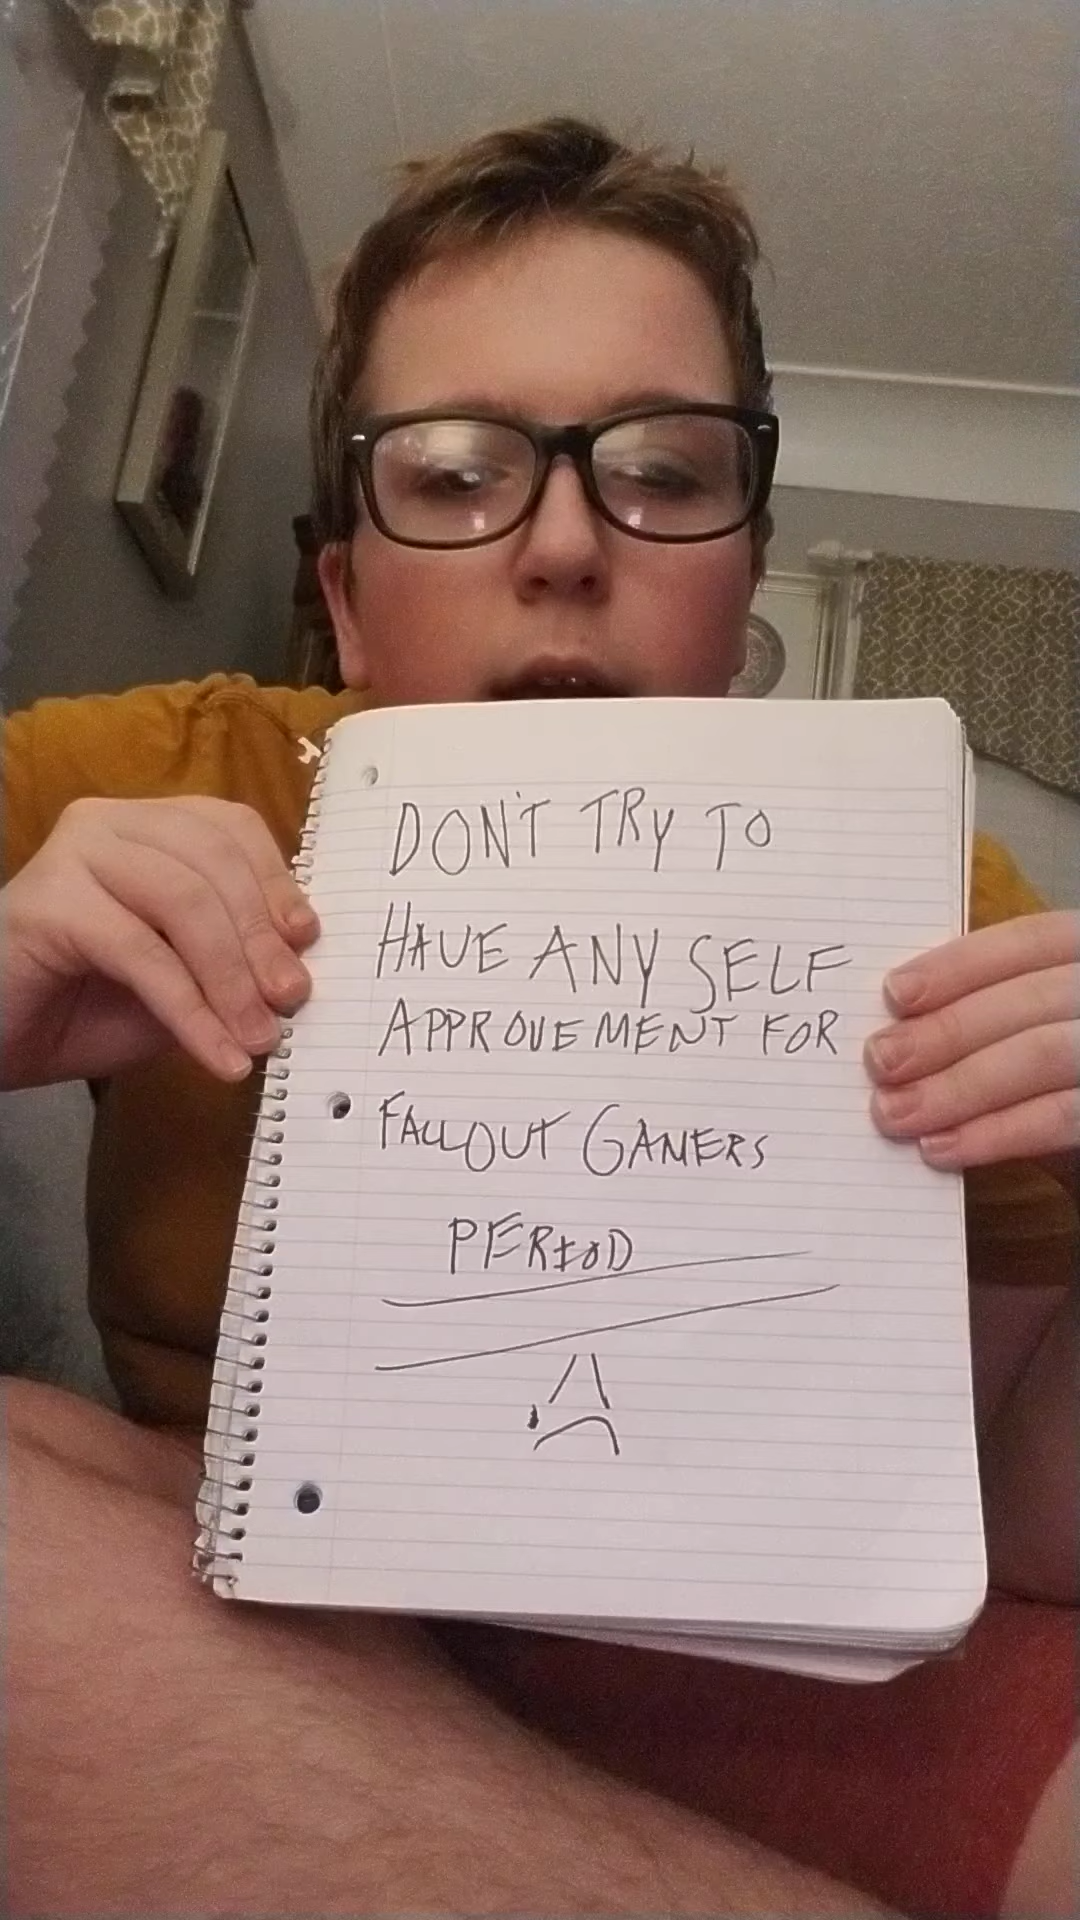 DON'T TRY TO
HAVE ANY SELF
APPROVEMENT FOR
FALLOUT GAMERS
PERIOD